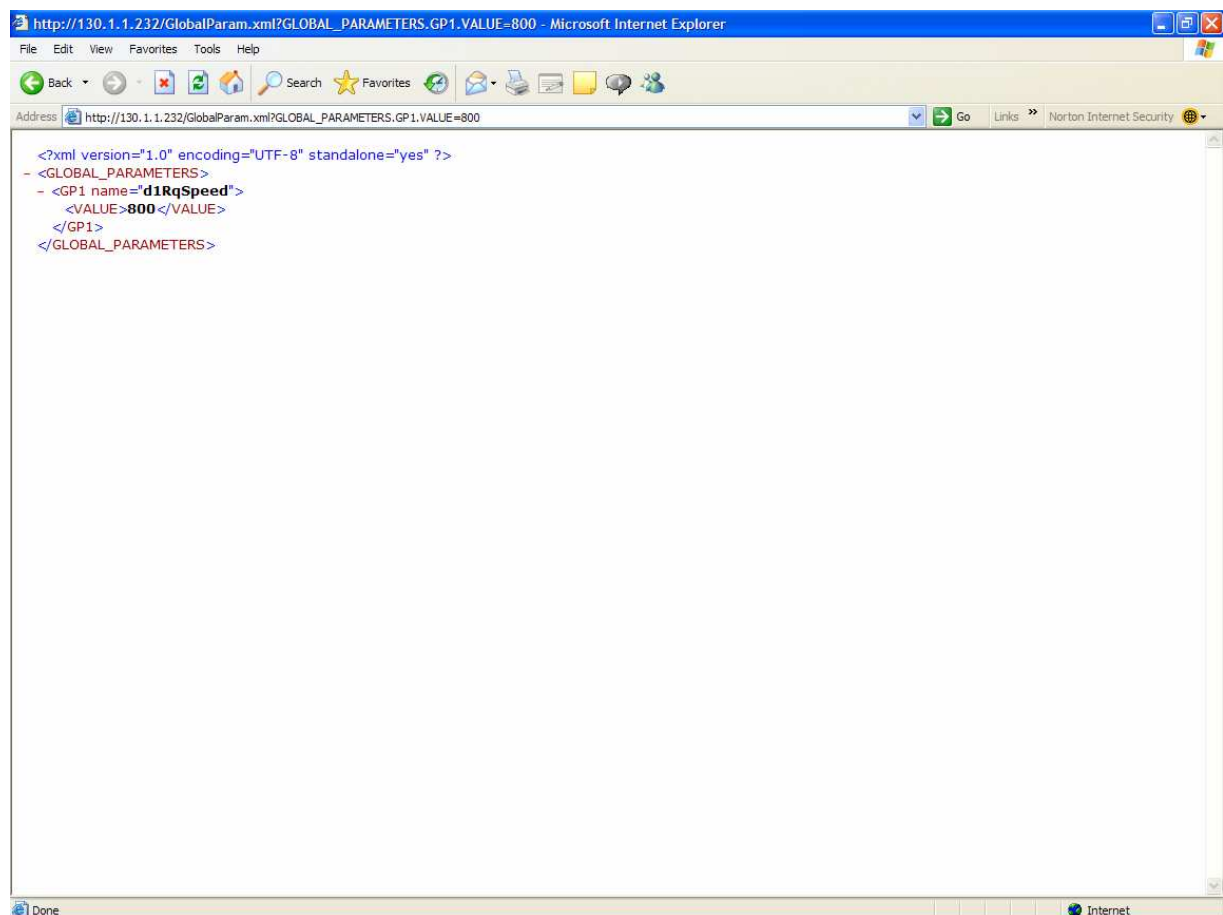 http://130.1.1.232/GlobalParam.xml?GLOBAL_PARAMETERS.GP1.VALUE=800 - Microsoft Internet Explorer
File Edit View Favorites Tools Help
Back Search Favorites
Address http://130.1.1.232/GlobalParam.xml?GLOBAL_PARAMETERS.GP1.VALUE=800 Go Links » Norton Internet Security
<?xml version="1.0" encoding="UTF-8" standalone="yes" ?>
- <GLOBAL_PARAMETERS>
- <GP1 name="d1RqSpeed">
<VALUE>800</VALUE>
</GP1>
</GLOBAL_PARAMETERS>
Done Internet